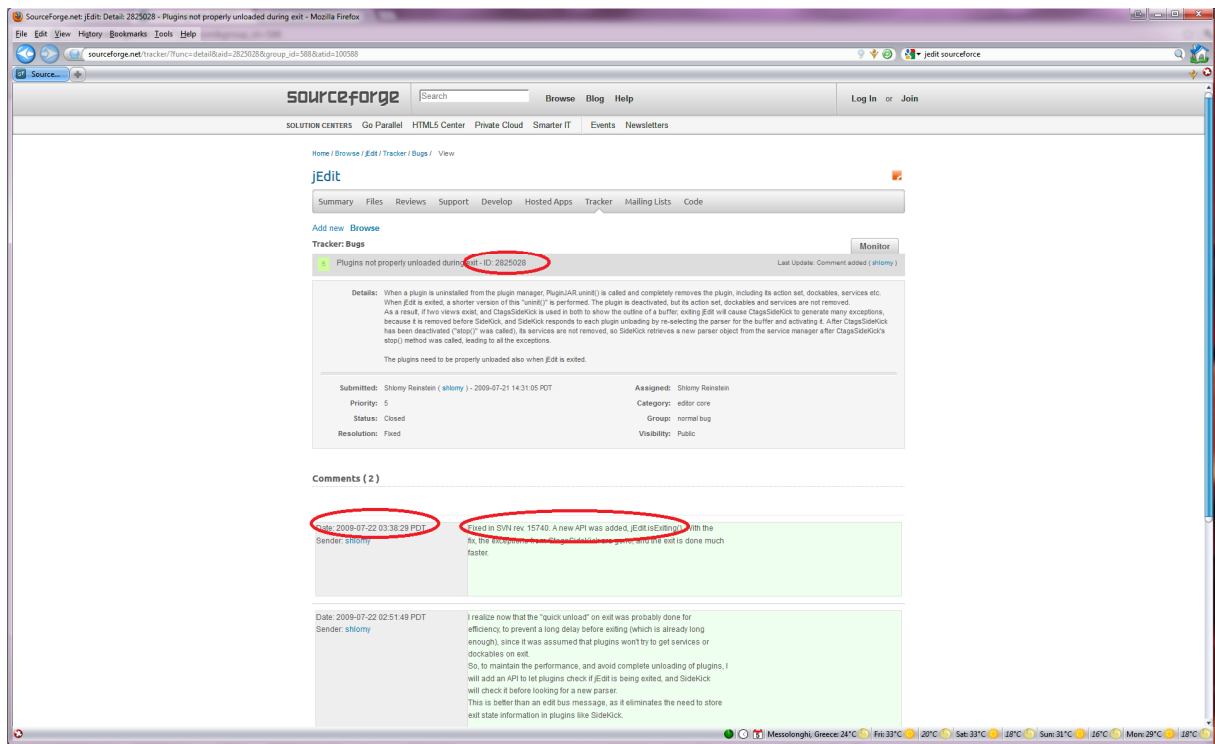 SourceForge.net: jEdit: Detail: 2825028 - Plugins not properly unloaded during exit - Mozilla Firefox
File Edit View History Bookmarks Tools Help
sourceforge.net/tracker/?func=detail&aid=2825028&group_id=588&atid=100588
jedit sourceforce
Source...
sourceforge Search Browse Blog Help Log In or Join
SOLUTION CENTERS Go Parallel HTML5 Center Private Cloud Smarter IT Events Newsletters
Home / Browse / jEdit / Tracker / Bugs / View
jEdit
Summary Files Reviews Support Develop Hosted Apps Tracker Mailing Lists Code
Add new Browse
Tracker: Bugs
Monitor
5 Plugins not properly unloaded during exit - ID: 2825028 Last Update: Comment added ( shlomy )
Details: When a plugin is uninstalled from the plugin manager, PluginJAR.uninit() is called and completely removes the plugin, including its action set, dockables, services etc.
When jEdit is exited, a shorter version of this "uninit()" is performed. The plugin is deactivated, but its action set, dockables and services are not removed.
As a result, if two views exist, and CtagsSideKick is used in both to show the outline of a buffer, exiting jEdit will cause CtagsSideKick to generate many exceptions,
because it is removed before SideKick, and SideKick responds to each plugin unloading by re-selecting the parser for the buffer and activating it. After CtagsSideKick
has been deactivated ("stop()" was called), its services are not removed, so SideKick retrieves a new parser object from the service manager after CtagsSideKick's
stop() method was called, leading to all the exceptions.
The plugins need to be properly unloaded also when jEdit is exited.
Submitted: Shlomy Reinstein ( shlomy ) - 2009-07-21 14:31:05 PDT Assigned: Shlomy Reinstein
Priority: 5 Category: editor core
Status: Closed Group: normal bug
Resolution: Fixed Visibility: Public
Comments ( 2 )
Date: 2009-07-22 03:38:29 PDT
Sender: shlomy
Fixed in SVN rev. 15740. A new API was added, jEdit.isExiting(). With the
fix, the exceptions from CtagsSideKick are gone, and the exit is done much
faster.
Date: 2009-07-22 02:51:49 PDT
Sender: shlomy
I realize now that the "quick unload" on exit was probably done for
efficiency, to prevent a long delay before exiting (which is already long
enough), since it was assumed that plugins won't try to get services or
dockables on exit.
So, to maintain the performance, and avoid complete unloading of plugins, I
will add an API to let plugins check if jEdit is being exited, and SideKick
will check it before looking for a new parser.
This is better than an edit bus message, as it eliminates the need to store
exit state information in plugins like SideKick.
Messolonghi, Greece: 24°C Fri: 33°C 20°C Sat: 33°C 18°C Sun: 31°C 16°C Mon: 29°C 18°C